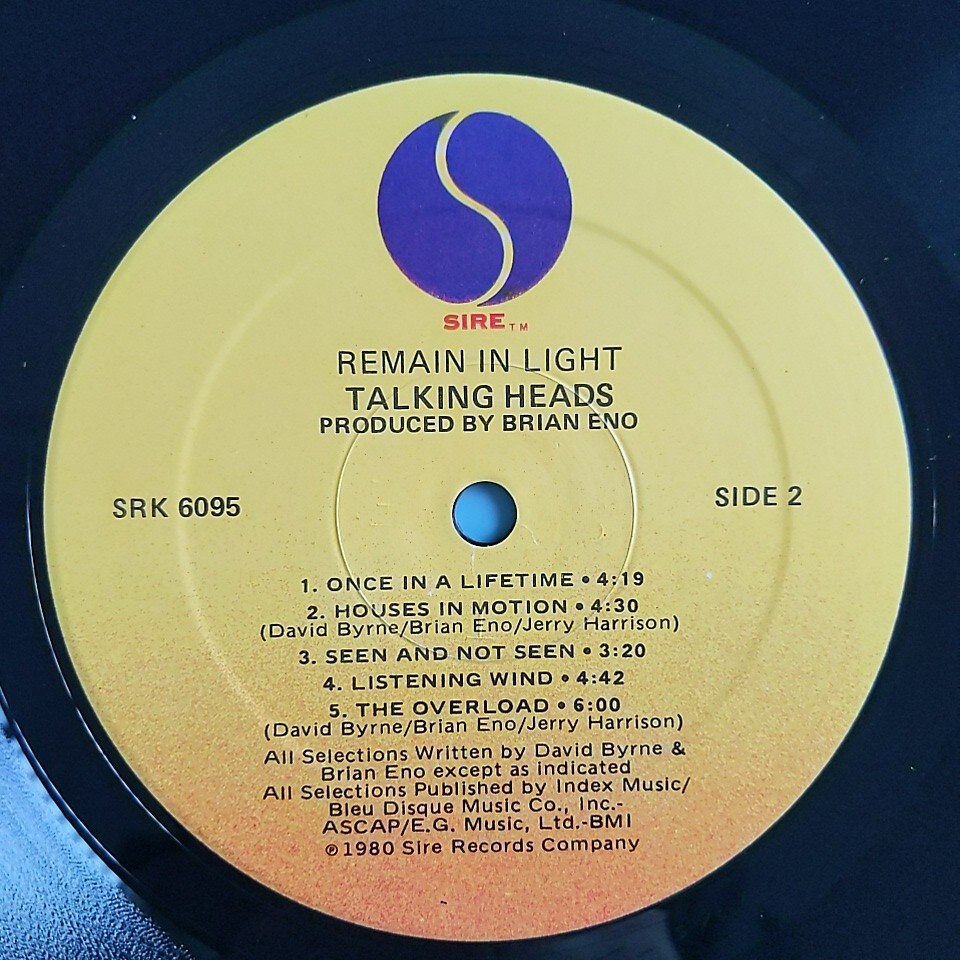 SIRE TM
REMAIN IN LIGHT
TALKING HEADS
PRODUCED BY BRIAN ENO
SRK 6095
SIDE 2
1. ONCE IN A LIFETIME • 4:19
2. HOUSES IN MOTION • 4:30
(David Byrne/Brian Eno/Jerry Harrison)
3. SEEN AND NOT SEEN • 3:20
4. LISTENING WIND • 4:42
5. THE OVERLOAD • 6:00
(David Byrne/Brian Eno/Jerry Harrison)
All Selections Written by David Byrne &
Brian Eno except as indicated
All Selections Published by Index Music/
Bleu Disque Music Co., Inc.-
ASCAP/E.G. Music, Ltd.-BMI
℗1980 Sire Records Company